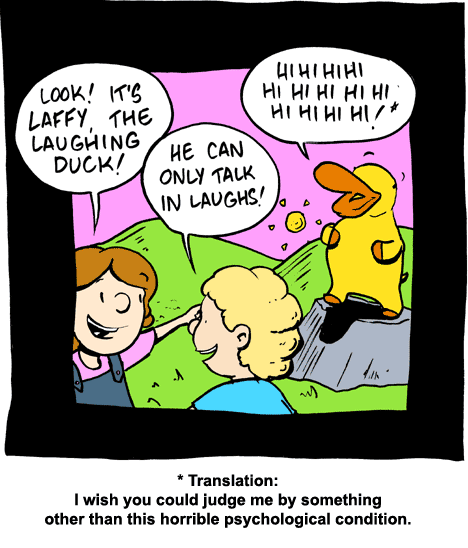 LOOK! IT'S
LAFFY, THE
LAUGHING
DUCK!
HE CAN
ONLY TALK
IN LAUGHS!
HI HI HI HI
HI HI HI HI HI
HI HI HI HI!*
* Translation:
I wish you could judge me by something
other than this horrible psychological condition.